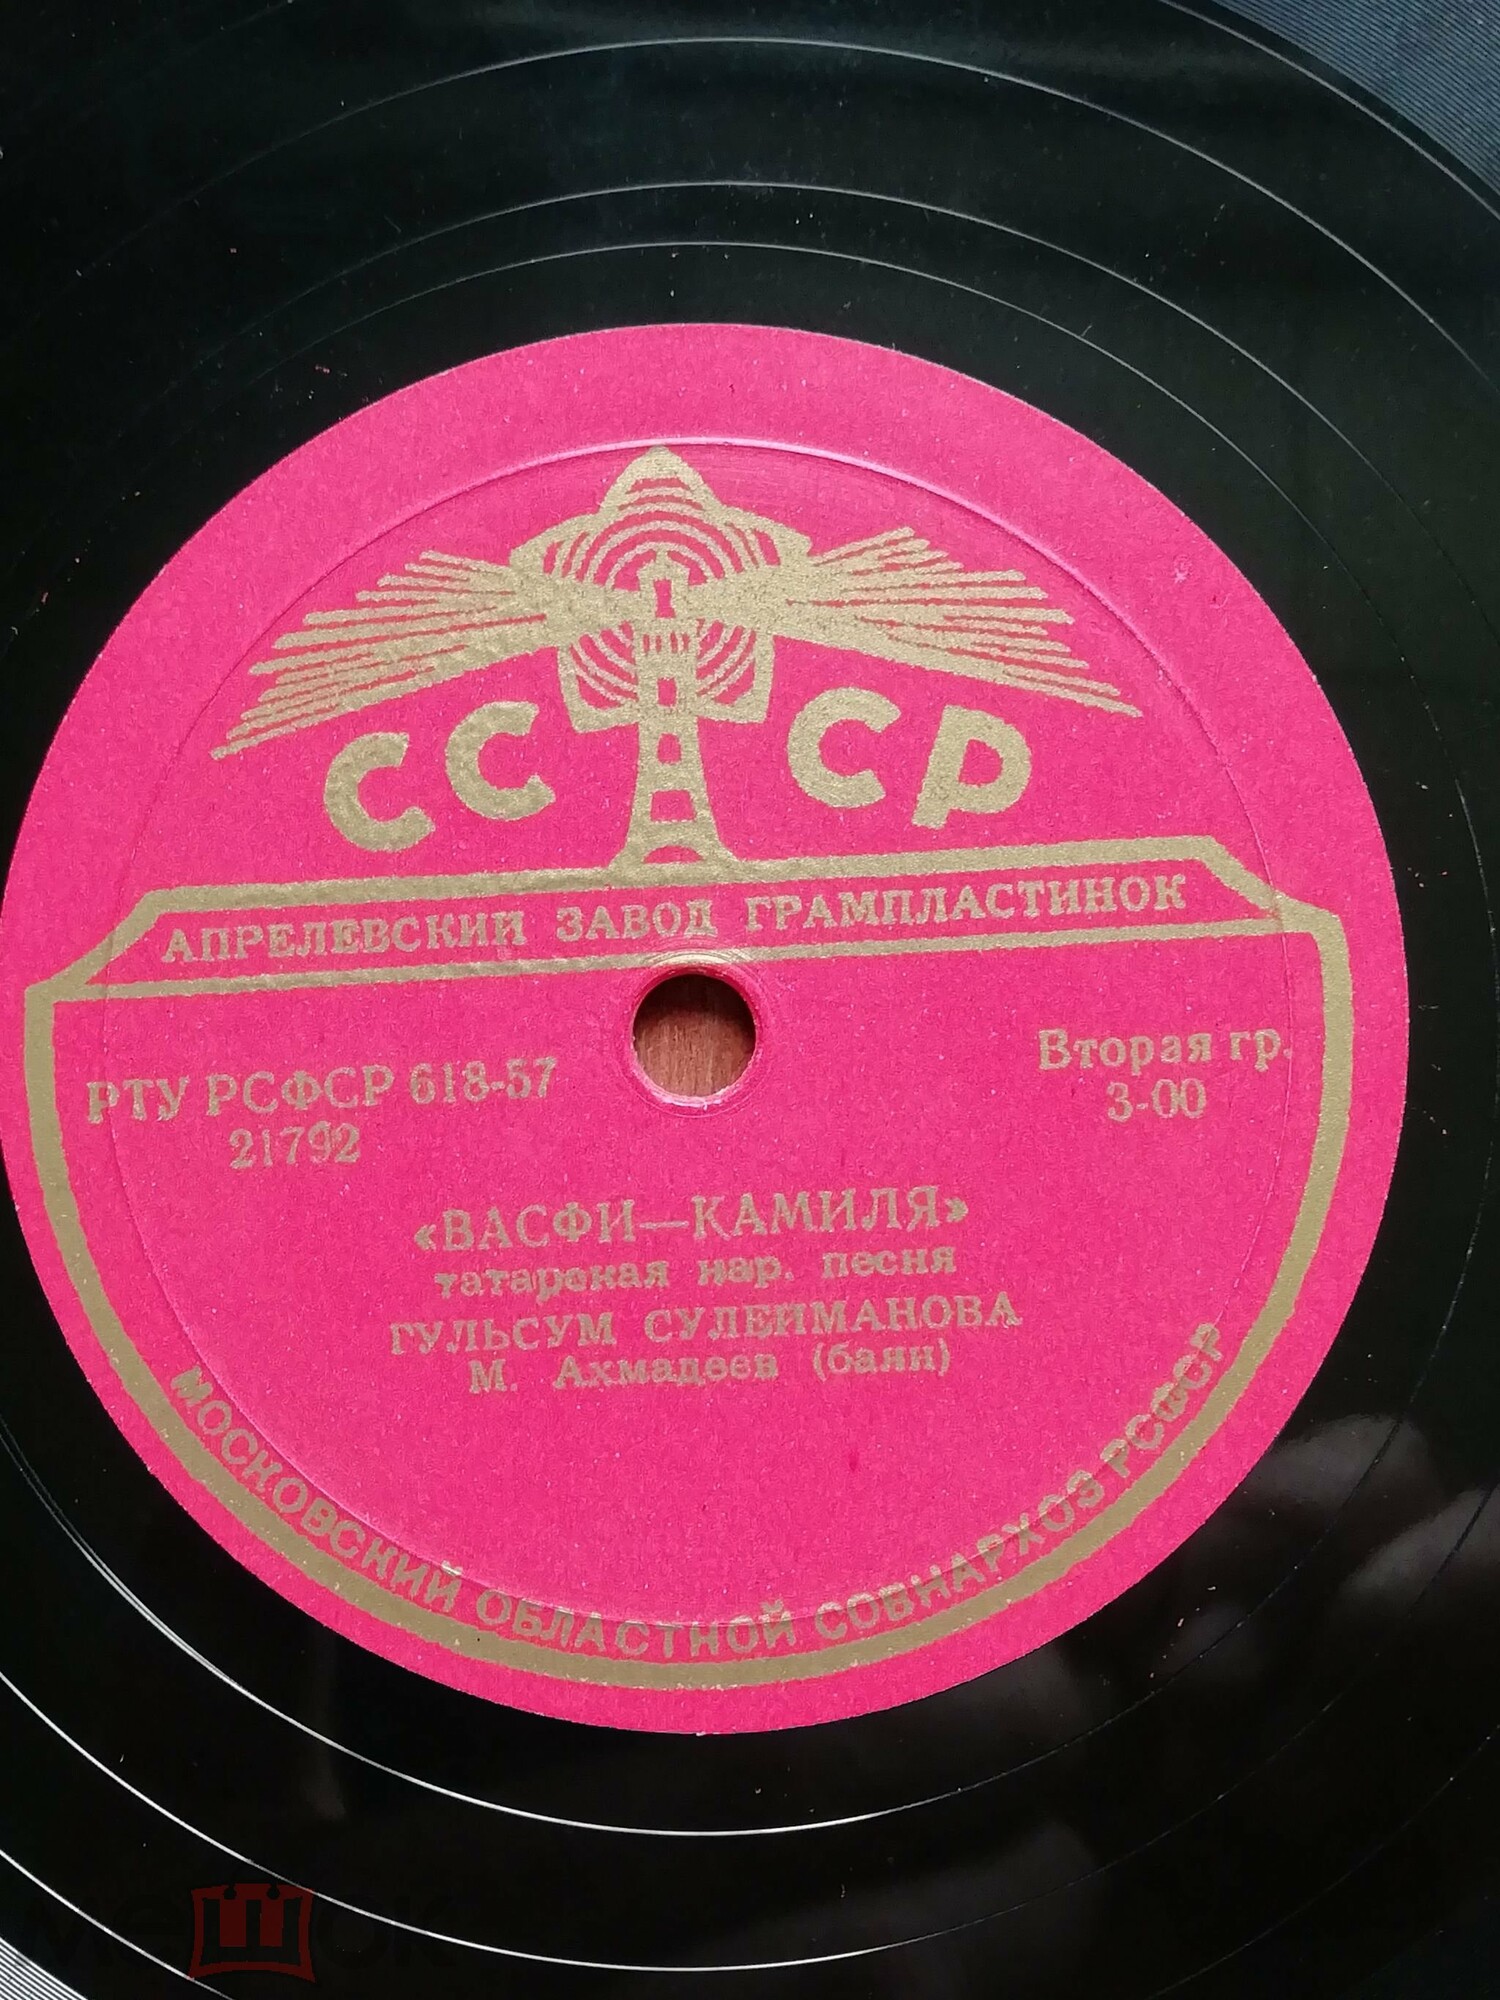 СССР
АПРЕЛЕВСКИЙ ЗАВОД ГРАМПЛАСТИНОК
РТУ РСФСР 618-57
21792
Вторая гр.
3-00
«ВАСФИ—КАМИЛЯ»
татарская нар. песня
ГУЛЬСУМ СУЛЕЙМАНОВА
М. Ахмадеев (баян)
МОСКОВСКИЙ ОБЛАСТНОЙ СОВНАРХОЗ РСФСР
мешок